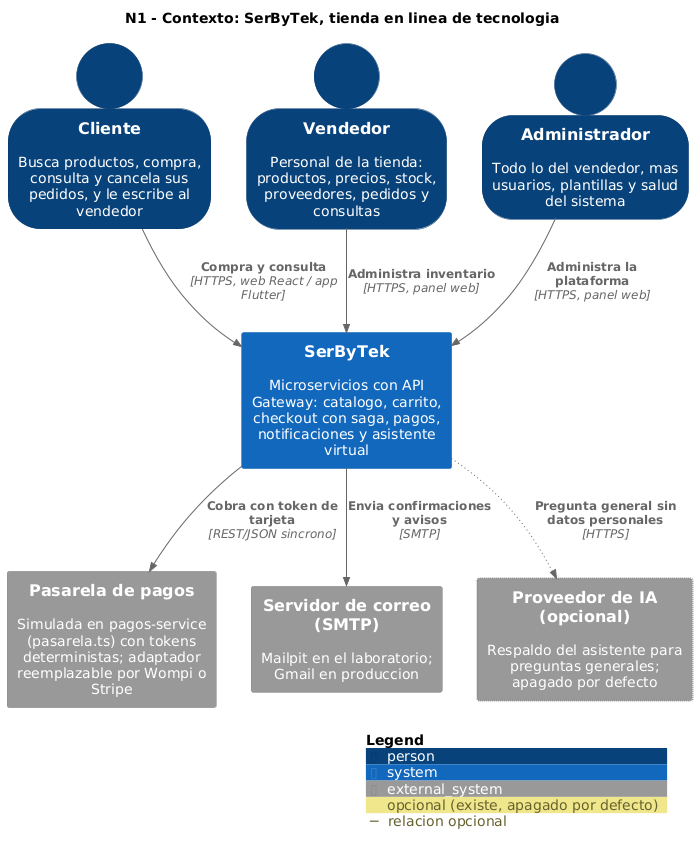 N1 - Contexto: SerByTek, tienda en linea de tecnologia
Cliente
Busca productos, compra,
consulta y cancela sus
pedidos, y le escribe al
vendedor
Vendedor
Personal de la tienda:
productos, precios, stock,
proveedores, pedidos y
consultas
Administrador
Todo lo del vendedor, mas
usuarios, plantillas y salud
del sistema
Compra y consulta
[HTTPS, web React / app
Flutter]
Administra inventario
[HTTPS, panel web]
Administra la
plataforma
[HTTPS, panel web]
SerByTek
Microservicios con API
Gateway: catalogo, carrito,
checkout con saga, pagos,
notificaciones y asistente
virtual
Cobra con token de
tarjeta
[REST/JSON sincrono]
Envia confirmaciones
y avisos
[SMTP]
Pregunta general sin
datos personales
[HTTPS]
Pasarela de pagos
Simulada en pagos-service
(pasarela.ts) con tokens
deterministas; adaptador
reemplazable por Wompi o
Stripe
Servidor de correo
(SMTP)
Mailpit en el laboratorio;
Gmail en produccion
Proveedor de IA
(opcional)
Respaldo del asistente para
preguntas generales;
apagado por defecto
Legend
person
system
external_system
opcional (existe, apagado por defecto)
relacion opcional